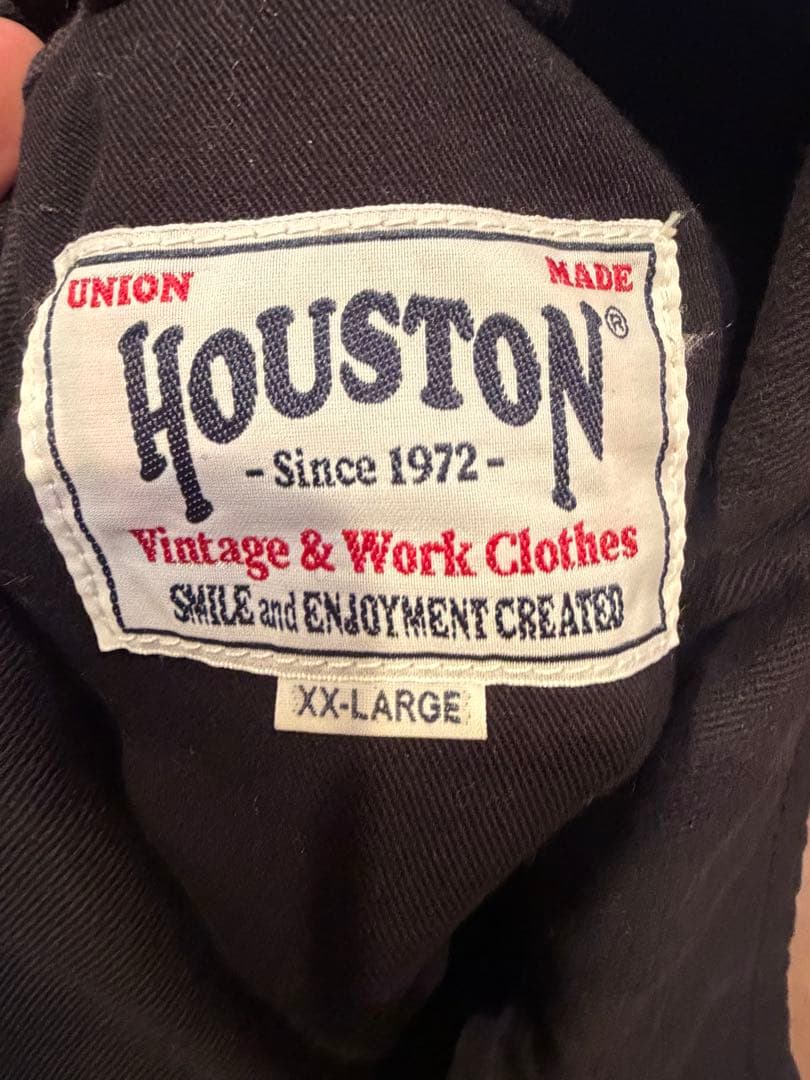 UNION MADE
HOUSTON®
- Since 1972 -
Vintage & Work Clothes
SMILE and ENJOYMENT CREATED
XX-LARGE